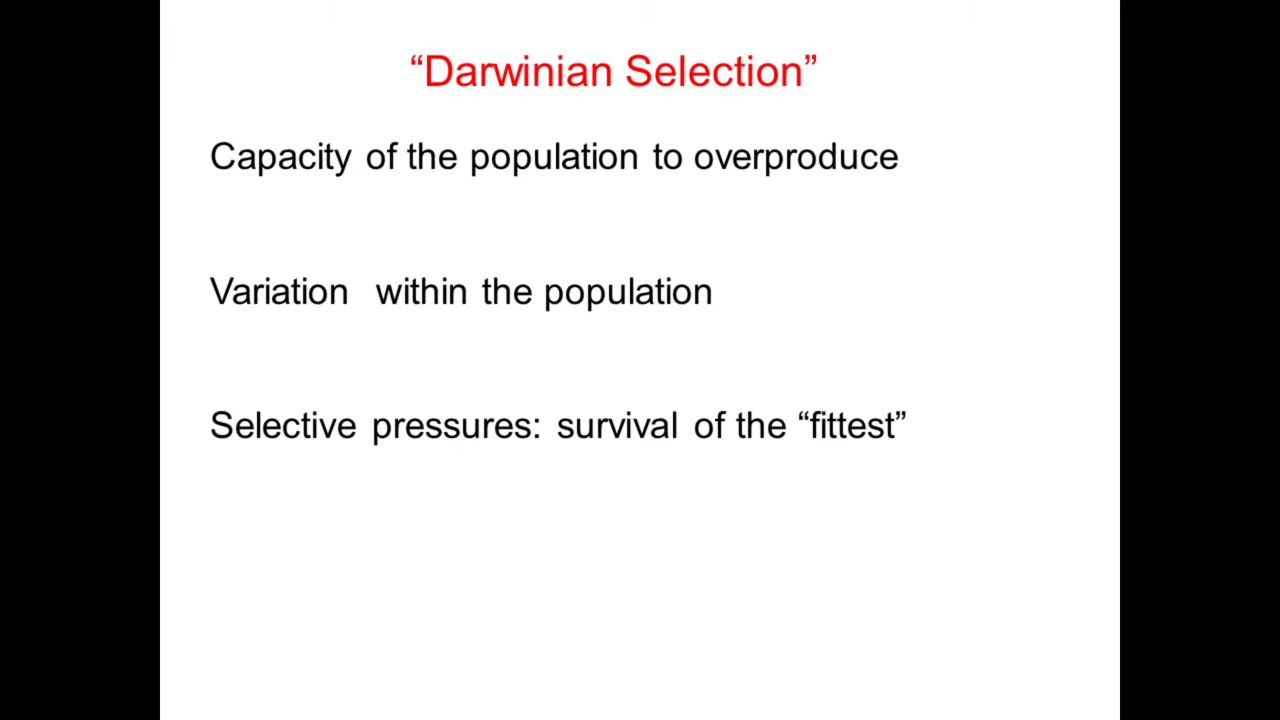 “Darwinian Selection”
Capacity of the population to overproduce
Variation within the population
Selective pressures: survival of the “fittest”